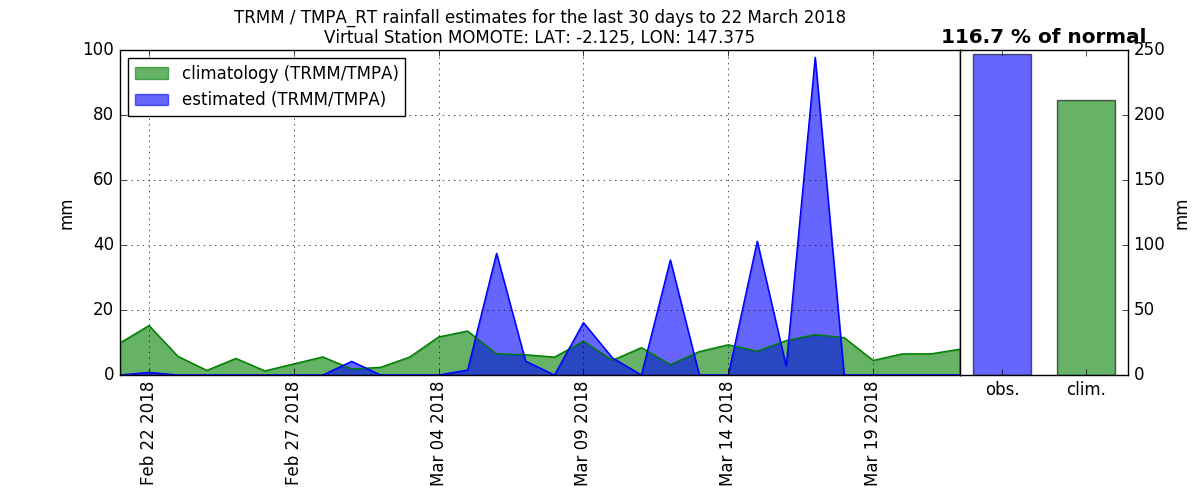 TRMM / TMPA_RT rainfall estimates for the last 30 days to 22 March 2018
Virtual Station MOMOTE: LAT: -2.125, LON: 147.375
116.7 % of normal
climatology (TRMM/TMPA)
estimated (TRMM/TMPA)
100
80
60
40
20
0
mm
250
200
150
100
50
0
mm
Feb 22 2018
Feb 27 2018
Mar 04 2018
Mar 09 2018
Mar 14 2018
Mar 19 2018
obs.
clim.